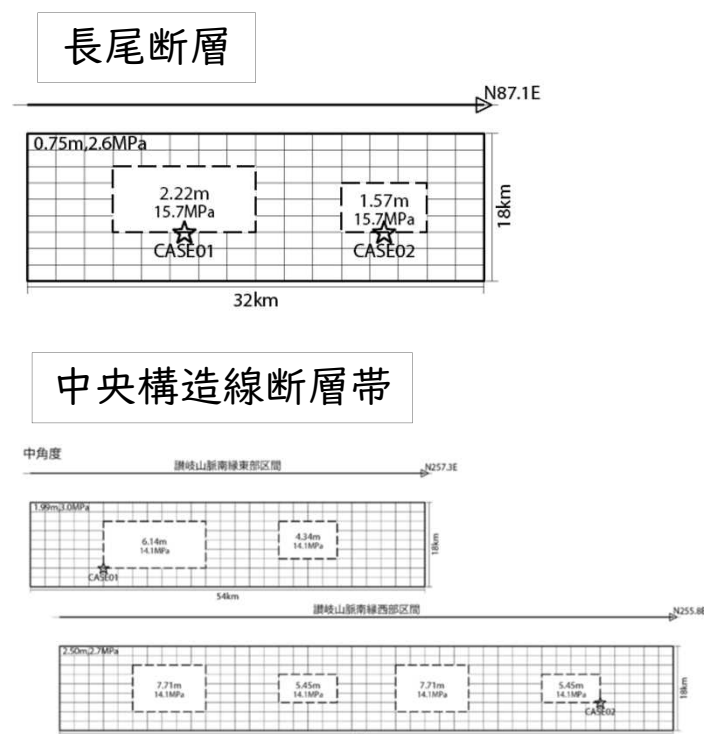 長尾断層
N87.1E
0.75m,2.6MPa
2.22m
15.7MPa
1.57m
15.7MPa
CASE01
CASE02
18km
32km
中央構造線断層帯
中角度
讃岐山脈南縁東部区間
N257.3E
1.99m,3.0MPa
6.14m
14.1MPa
4.34m
14.1MPa
CASE01
18km
54km
讃岐山脈南縁西部区間
N255.8E
2.50m,2.7MPa
7.71m
14.1MPa
5.45m
14.1MPa
7.71m
14.1MPa
5.45m
14.1MPa
CASE02
18km